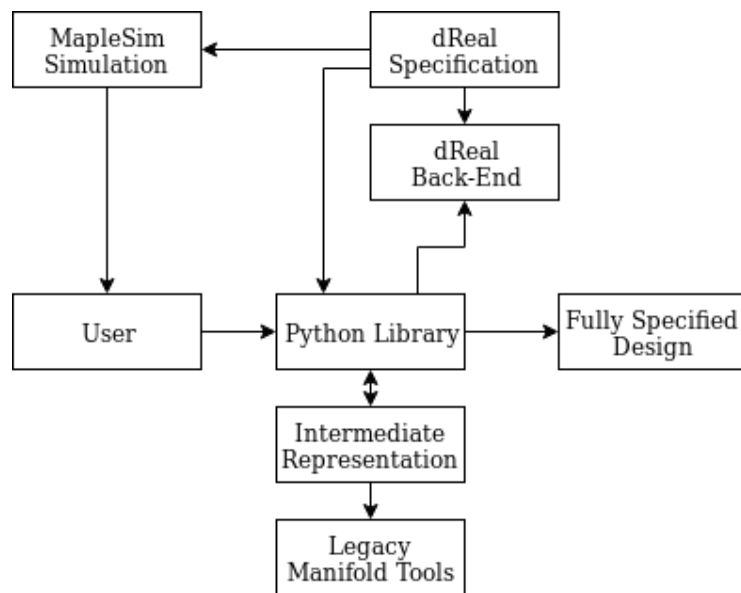 MapleSim
Simulation
dReal
Specification
dReal
Back-End
User
Python Library
Fully Specified
Design
Intermediate
Representation
Legacy
Manifold Tools